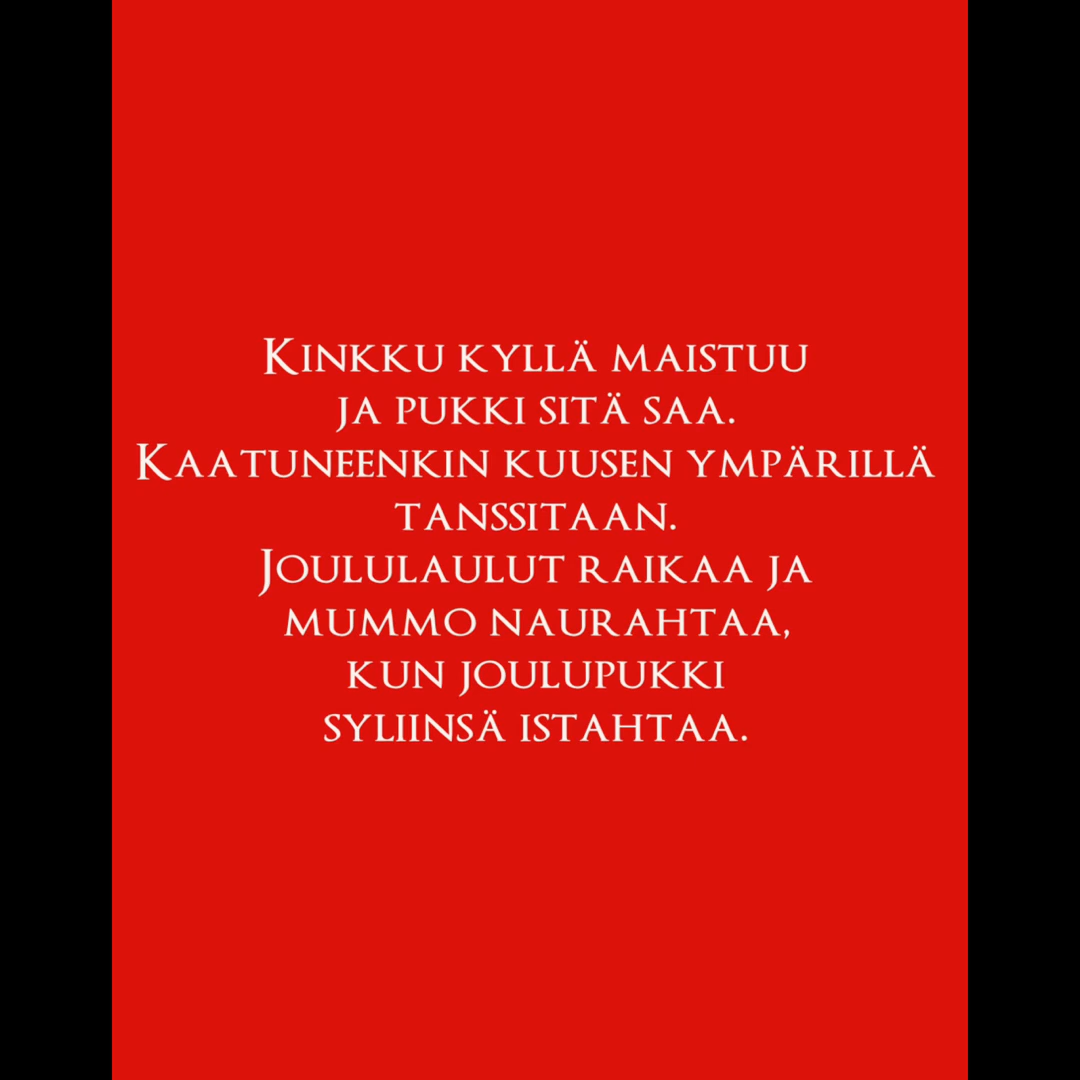 Kinkku kyllä maistuu
ja pukki sitä saa.
Kaatuneenkin kuusen ympärillä
tanssitaan.
Joululaulut raikaa ja
mummo naurahtaa,
kun joulupukki
syliinsä istahtaa.